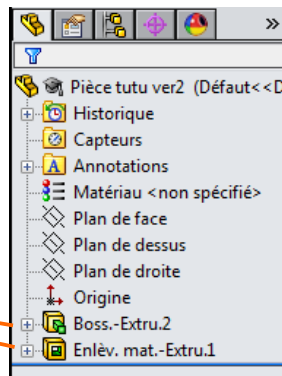 »
Pièce tutu ver2 (Défaut<<D
Historique
Capteurs
Annotations
Matériau <non spécifié>
Plan de face
Plan de dessus
Plan de droite
Origine
Boss.-Extru.2
Enlèv. mat.-Extru.1